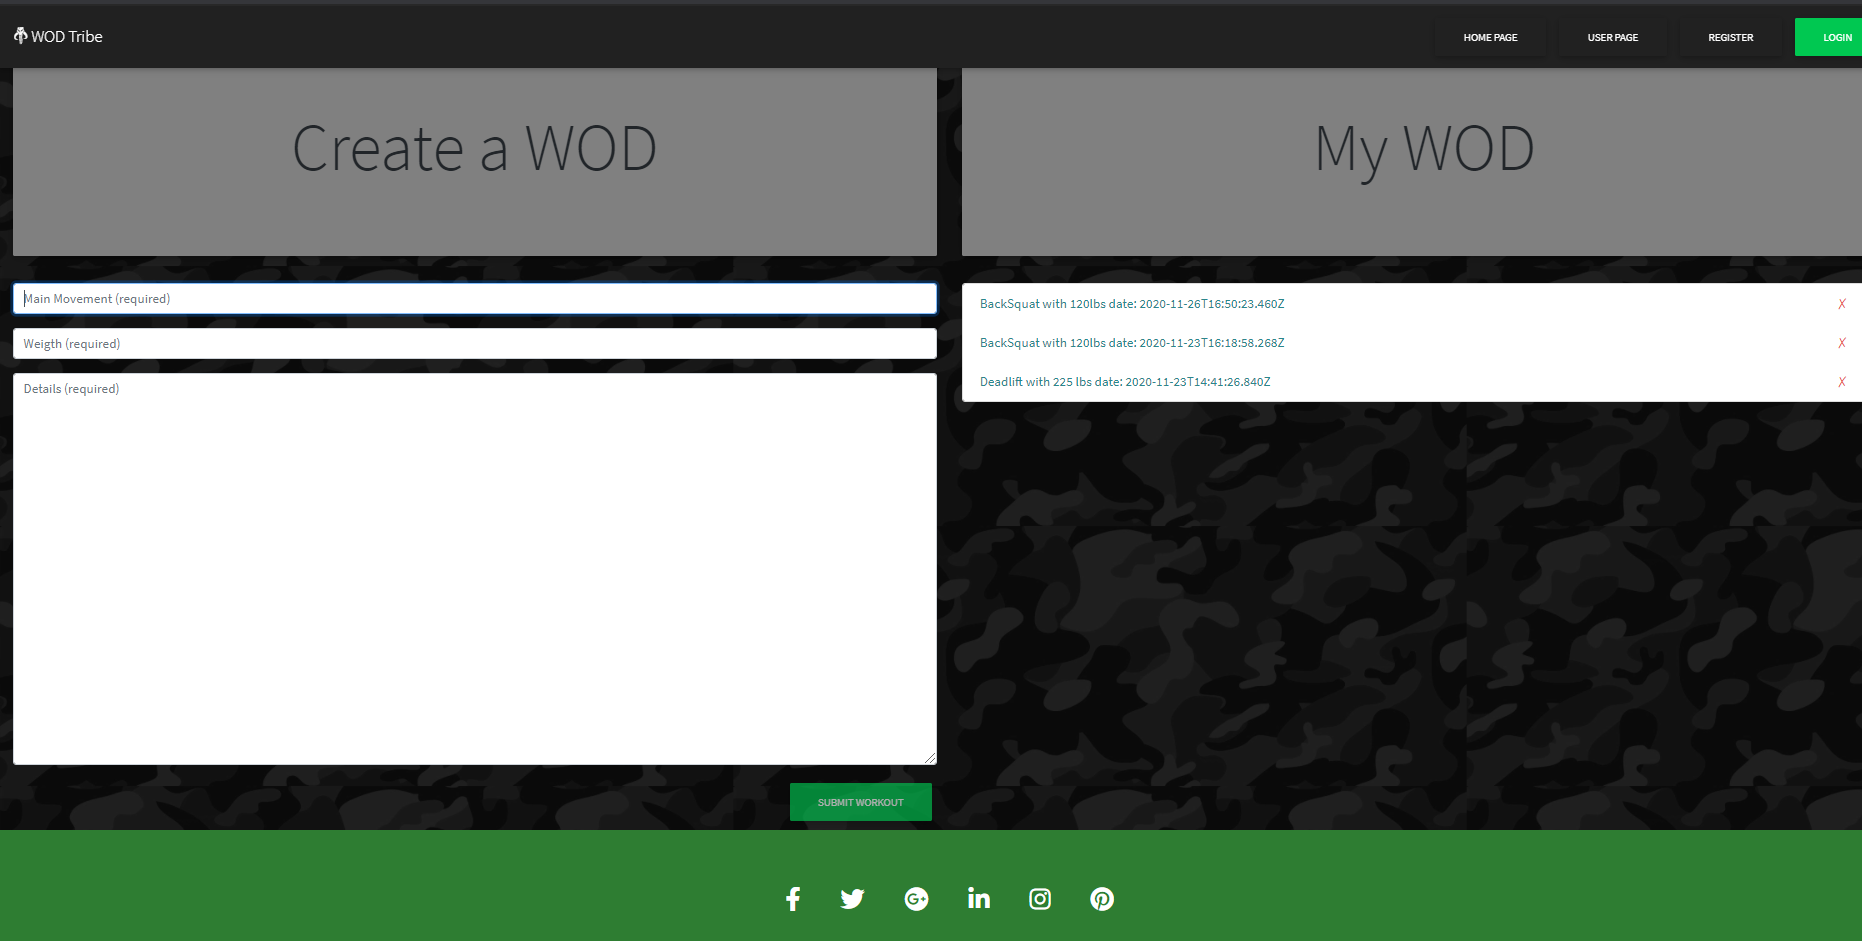 WOD Tribe
HOME PAGE
USER PAGE
REGISTER
LOGIN
Create a WOD
My WOD
Main Movement (required)
Weigth (required)
Details (required)
SUBMIT WORKOUT
BackSquat with 120lbs date: 2020-11-26T16:50:23.460Z ✗
BackSquat with 120lbs date: 2020-11-23T16:18:58.268Z ✗
Deadlift with 225 lbs date: 2020-11-23T14:41:26.840Z ✗